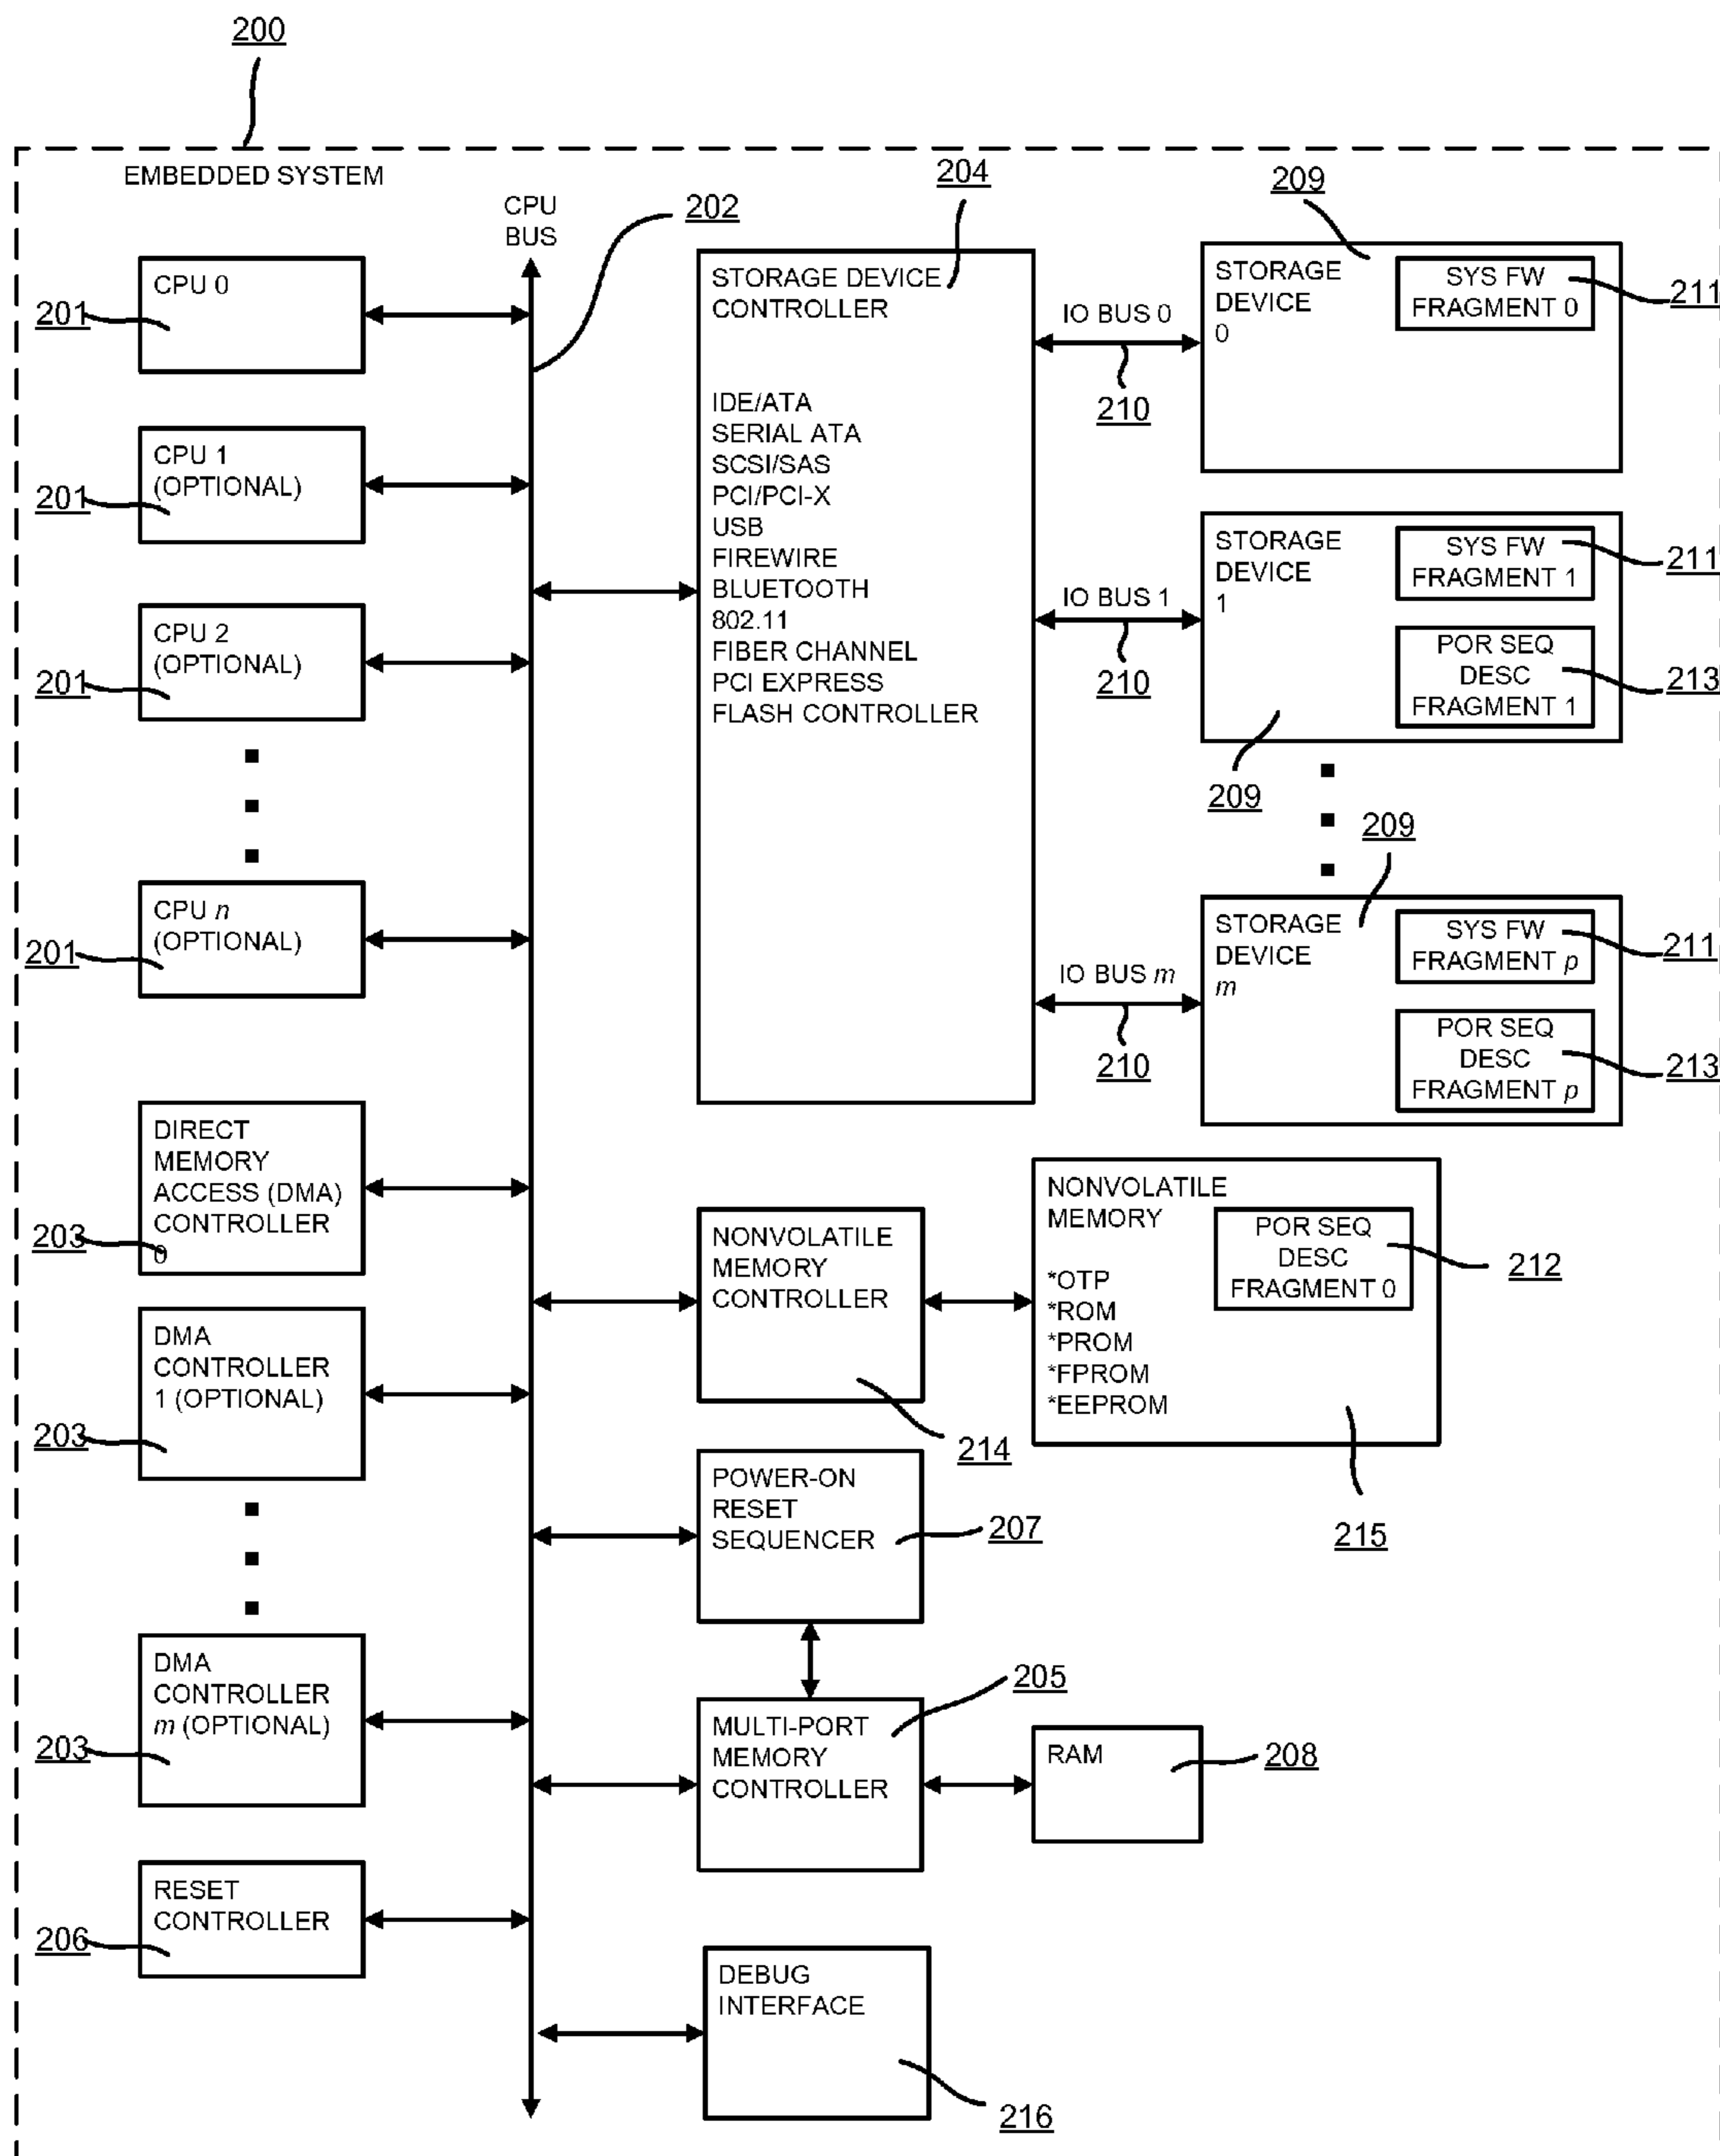 200
EMBEDDED SYSTEM
CPU
BUS
202
CPU 0
201
CPU 1
(OPTIONAL)
201
CPU 2
(OPTIONAL)
201
CPU n
(OPTIONAL)
201
DIRECT
MEMORY
ACCESS (DMA)
CONTROLLER
0
203
DMA
CONTROLLER
1 (OPTIONAL)
203
DMA
CONTROLLER
m (OPTIONAL)
203
RESET
CONTROLLER
206
204
STORAGE DEVICE
CONTROLLER
IDE/ATA
SERIAL ATA
SCSI/SAS
PCI/PCI-X
USB
FIREWIRE
BLUETOOTH
802.11
FIBER CHANNEL
PCI EXPRESS
FLASH CONTROLLER
IO BUS 0
210
IO BUS 1
210
IO BUS m
210
209
STORAGE
DEVICE
0
SYS FW
FRAGMENT 0
211
STORAGE
DEVICE
1
SYS FW
FRAGMENT 1
211
POR SEQ
DESC
FRAGMENT 1
213
209
209
STORAGE
DEVICE
m
SYS FW
FRAGMENT p
211
POR SEQ
DESC
FRAGMENT p
213
NONVOLATILE
MEMORY
CONTROLLER
214
NONVOLATILE
MEMORY
*OTP
*ROM
*PROM
*FPROM
*EEPROM
POR SEQ
DESC
FRAGMENT 0
212
215
POWER-ON
RESET
SEQUENCER
207
MULTI-PORT
MEMORY
CONTROLLER
205
RAM
208
DEBUG
INTERFACE
216